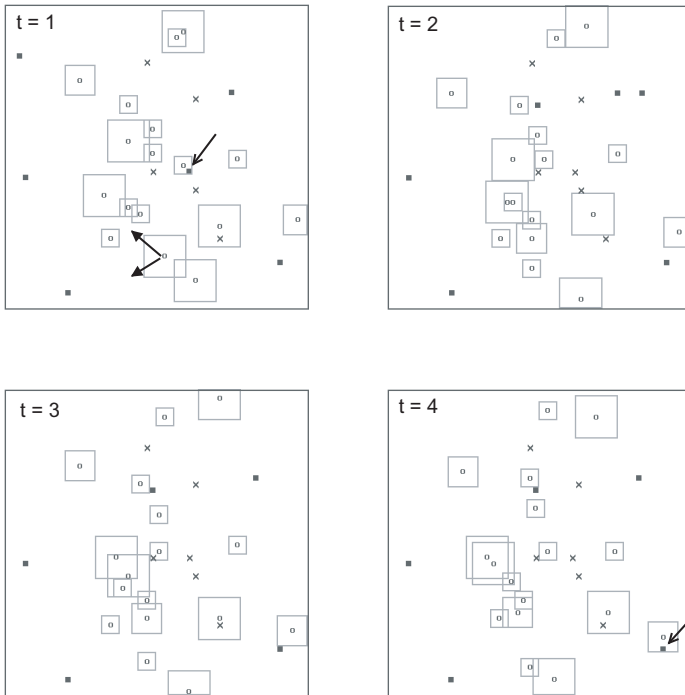 t = 1
t = 2
t = 3
t = 4